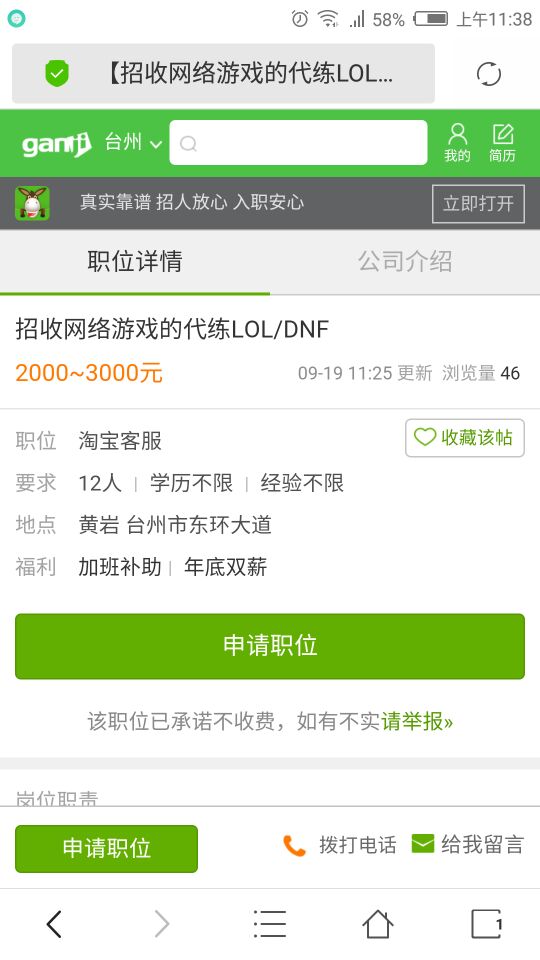 58% 上午11:38
【招收网络游戏的代练LOL...
ganji 台州 我的 简历
真实靠谱 招人放心 入职安心 立即打开
职位详情 公司介绍
招收网络游戏的代练LOL/DNF
2000~3000元 09-19 11:25 更新 浏览量 46
职位 淘宝客服 收藏该帖
要求 12人 | 学历不限 | 经验不限
地点 黄岩 台州市东环大道
福利 加班补助 | 年底双薪
申请职位
该职位已承诺不收费，如有不实请举报»
岗位职责
申请职位 拨打电话 给我留言
1